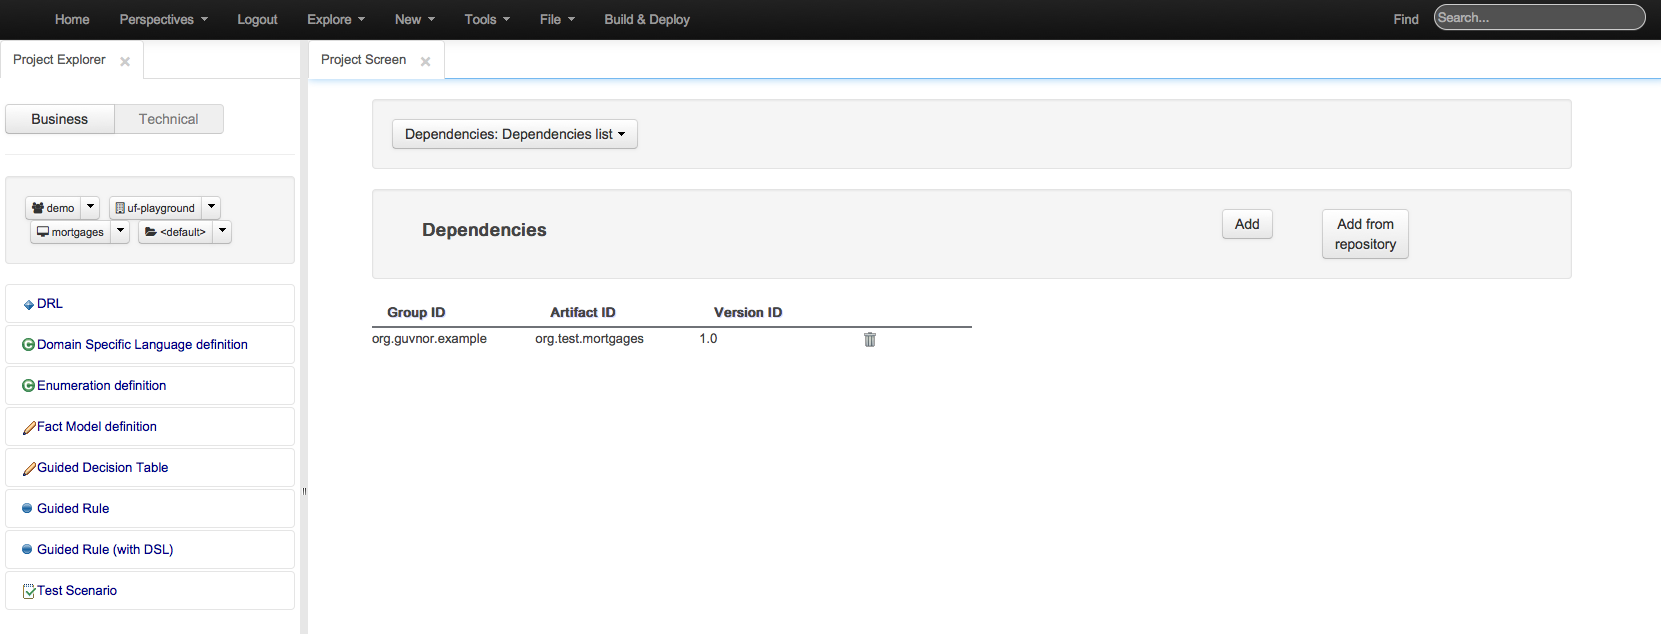 Home Perspectives Logout Explore New Tools File Build & Deploy Find Search...
Project Explorer
Project Screen
Business Technical
demo uf-playground
mortgages <default>
DRL
Domain Specific Language definition
Enumeration definition
Fact Model definition
Guided Decision Table
Guided Rule
Guided Rule (with DSL)
Test Scenario
Dependencies: Dependencies list
Dependencies
Add
Add from
repository
Group ID Artifact ID Version ID
org.guvnor.example org.test.mortgages 1.0